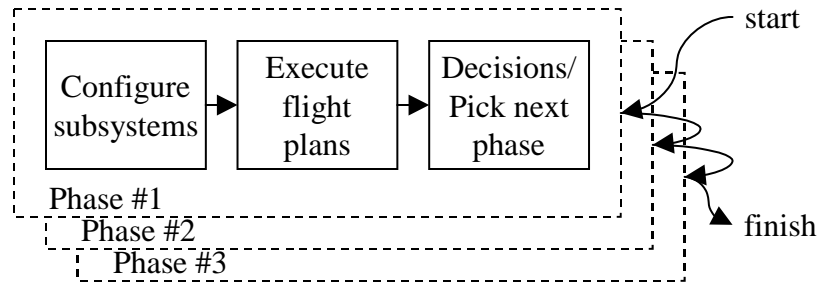 start
Configure
subsystems
Execute
flight
plans
Decisions/
Pick next
phase
Phase #1
Phase #2
Phase #3
finish